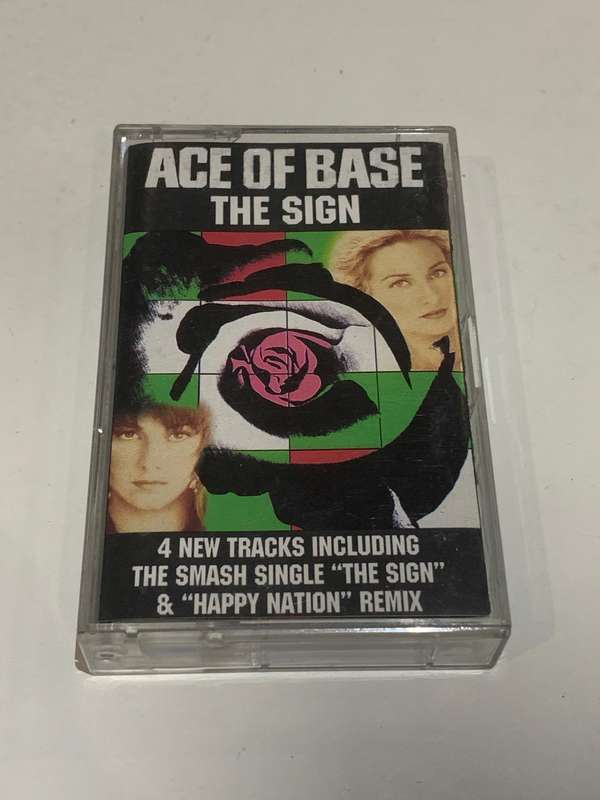 ACE OF BASE
THE SIGN
4 NEW TRACKS INCLUDING
THE SMASH SINGLE "THE SIGN"
& "HAPPY NATION" REMIX